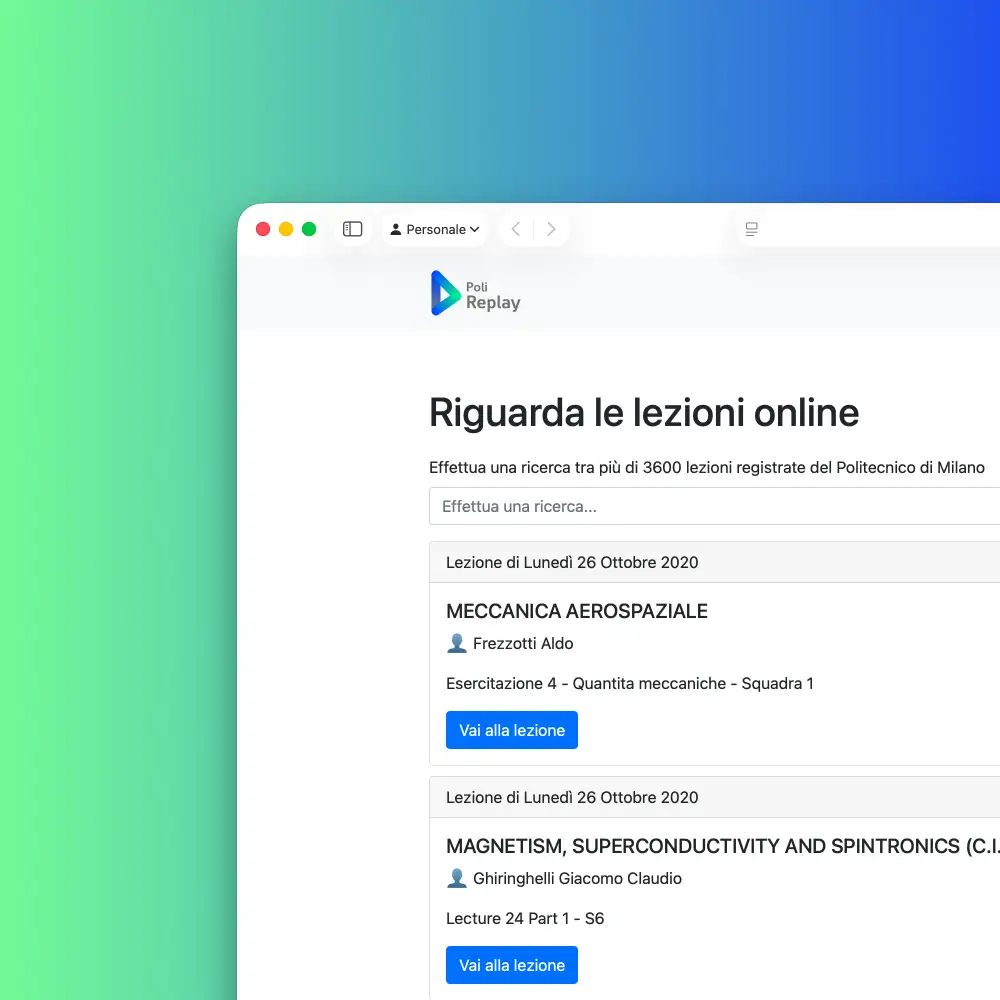 Personale
Poli
Replay
Riguarda le lezioni online
Effettua una ricerca tra più di 3600 lezioni registrate del Politecnico di Milano
Effettua una ricerca...
Lezione di Lunedì 26 Ottobre 2020
MECCANICA AEROSPAZIALE
Frezzotti Aldo
Esercitazione 4 - Quantita meccaniche - Squadra 1
Vai alla lezione
Lezione di Lunedì 26 Ottobre 2020
MAGNETISM, SUPERCONDUCTIVITY AND SPINTRONICS (C.I.
Ghiringhelli Giacomo Claudio
Lecture 24 Part 1 - S6
Vai alla lezione